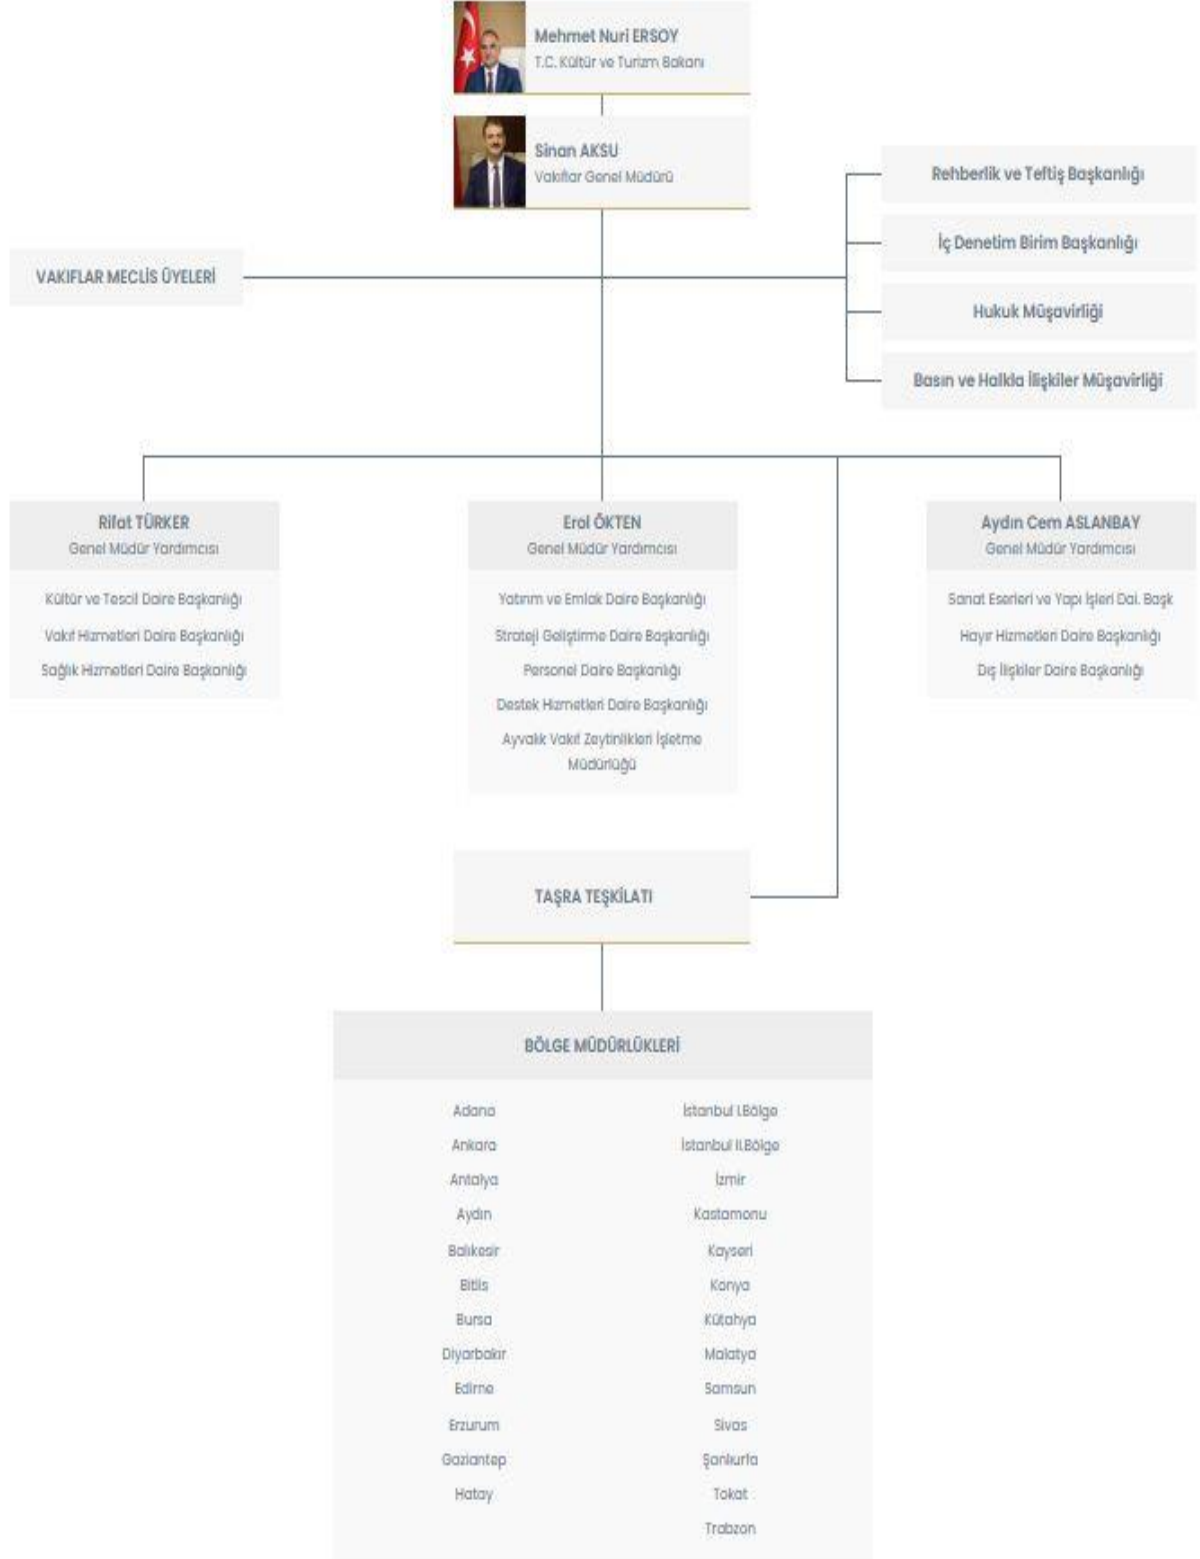 Mehmet Nuri ERSOY
T.C. Kültür ve Turizm Bakanı
Sinan AKSU
Vakıflar Genel Müdürü
Rehberlik ve Teftiş Başkanlığı
İç Denetim Birim Başkanlığı
VAKIFLAR MECLİS ÜYELERİ
Hukuk Müşavirliği
Basın ve Halkla İlişkiler Müşavirliği
Rifat TÜRKER
Genel Müdür Yardımcısı
Kültür ve Tescil Daire Başkanlığı
Vakıf Hizmetleri Daire Başkanlığı
Sağlık Hizmetleri Daire Başkanlığı
Erol ÖKTEN
Genel Müdür Yardımcısı
Yatırım ve Emlak Daire Başkanlığı
Strateji Geliştirme Daire Başkanlığı
Personel Daire Başkanlığı
Destek Hizmetleri Daire Başkanlığı
Ayvalık Vakıf Zeytinlikleri İşletme
Müdürlüğü
Aydın Cem ASLANBAY
Genel Müdür Yardımcısı
Sanat Eserleri ve Yapı İşleri Dai. Başk
Hayır Hizmetleri Daire Başkanlığı
Dış İlişkiler Daire Başkanlığı
TAŞRA TEŞKİLATI
BÖLGE MÜDÜRLÜKLERİ
Adana
Ankara
Antalya
Aydın
Balıkesir
Bitlis
Bursa
Diyarbakır
Edirne
Erzurum
Gaziantep
Hatay
İstanbul I.Bölge
İstanbul II.Bölge
İzmir
Kastamonu
Kayseri
Konya
Kütahya
Malatya
Samsun
Sivas
Şanlıurfa
Tokat
Trabzon